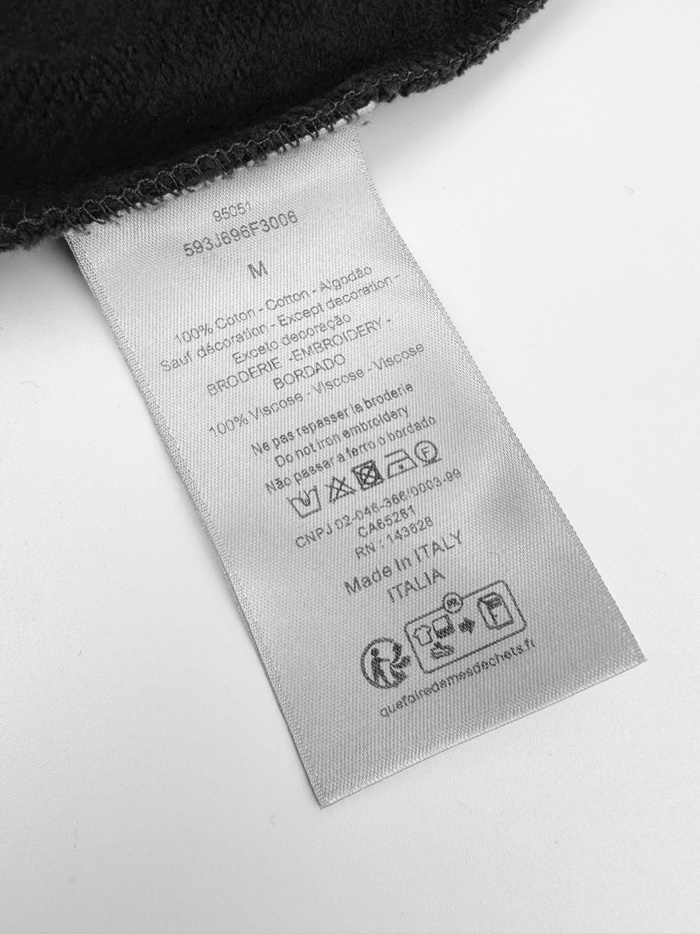 95051
593J696F3006
M
100% Coton - Cotton - Algodão
Sauf décoration - Except decoration -
Exceto decoração
BRODERIE -EMBROIDERY -
BORDADO
100% Viscose - Viscose - Viscose
Ne pas repasser la broderie
Do not iron embroidery
Não passar a ferro o bordado
F
CNPJ 02-046-366/0003-99
CA65281
RN : 143628
Made In ITALY
ITALIA
FR
quefairedemesdechets.fr